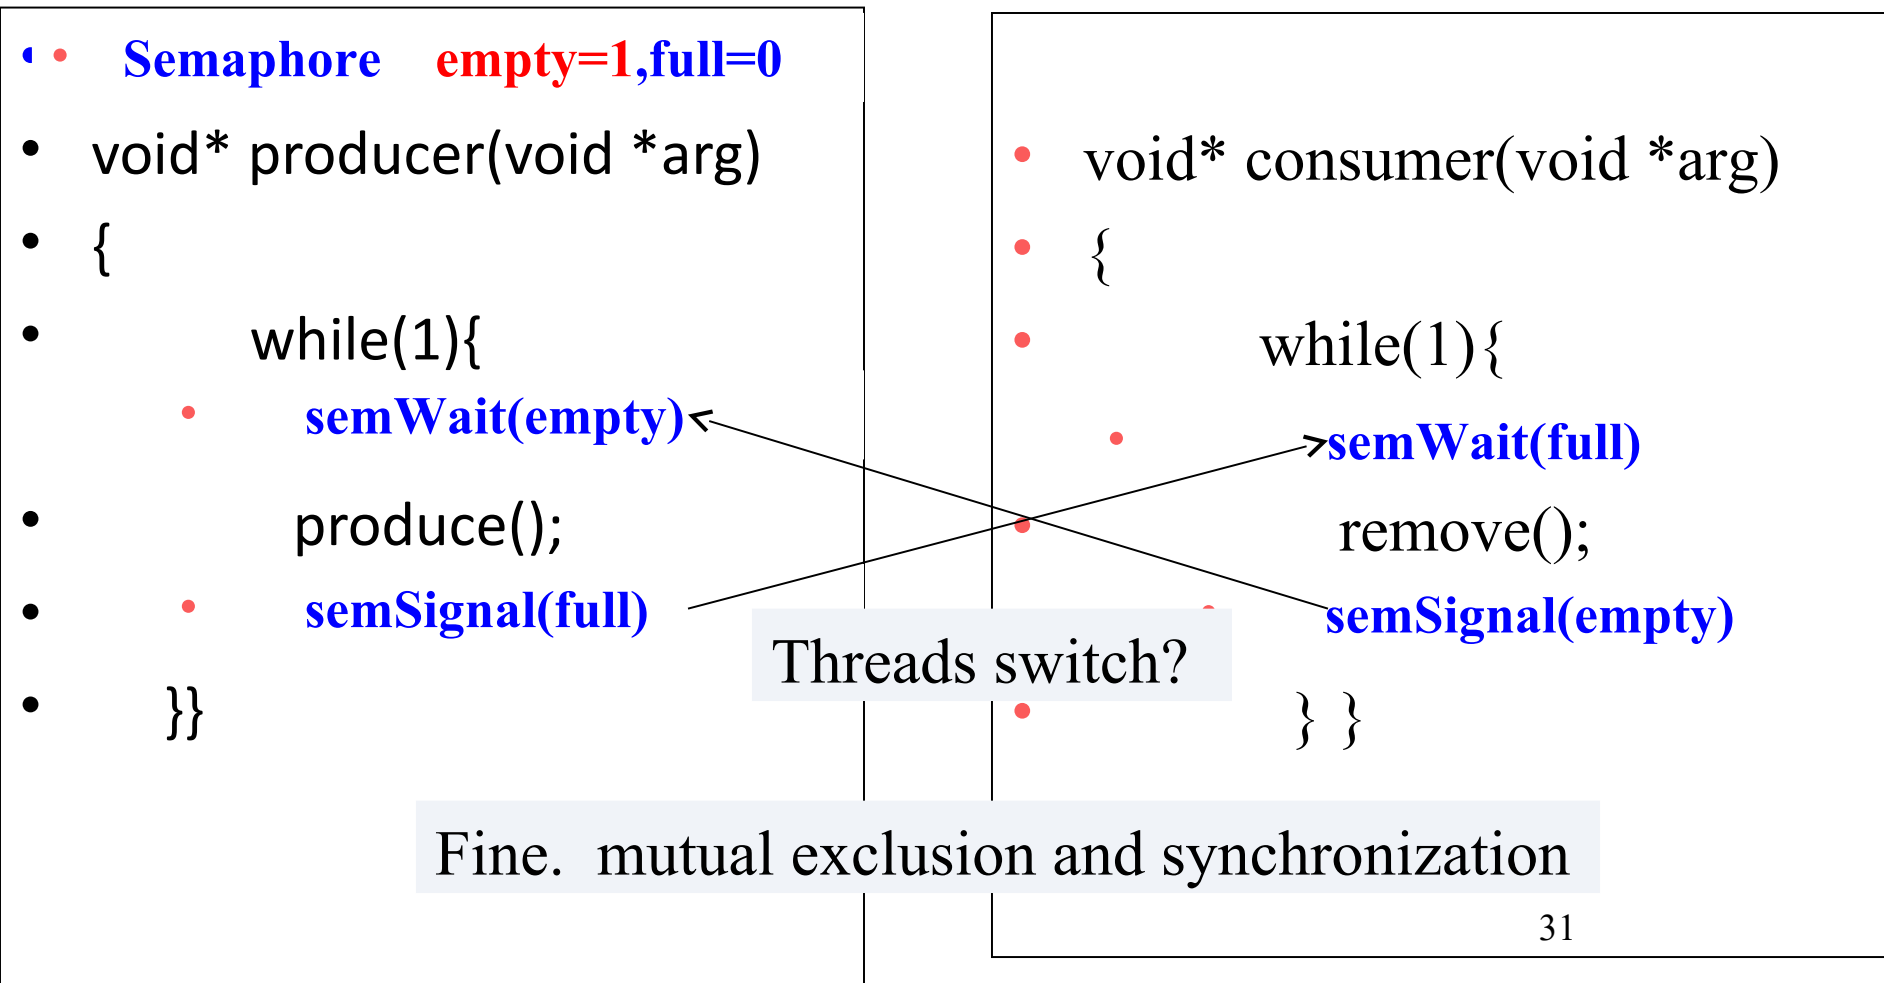 Semaphore empty=1,full=0
void* producer(void *arg)
{
while(1){
semWait(empty)
produce();
semSignal(full)
}}
void* consumer(void *arg)
{
while(1){
semWait(full)
remove();
semSignal(empty)
} }
Threads switch?
Fine. mutual exclusion and synchronization
31